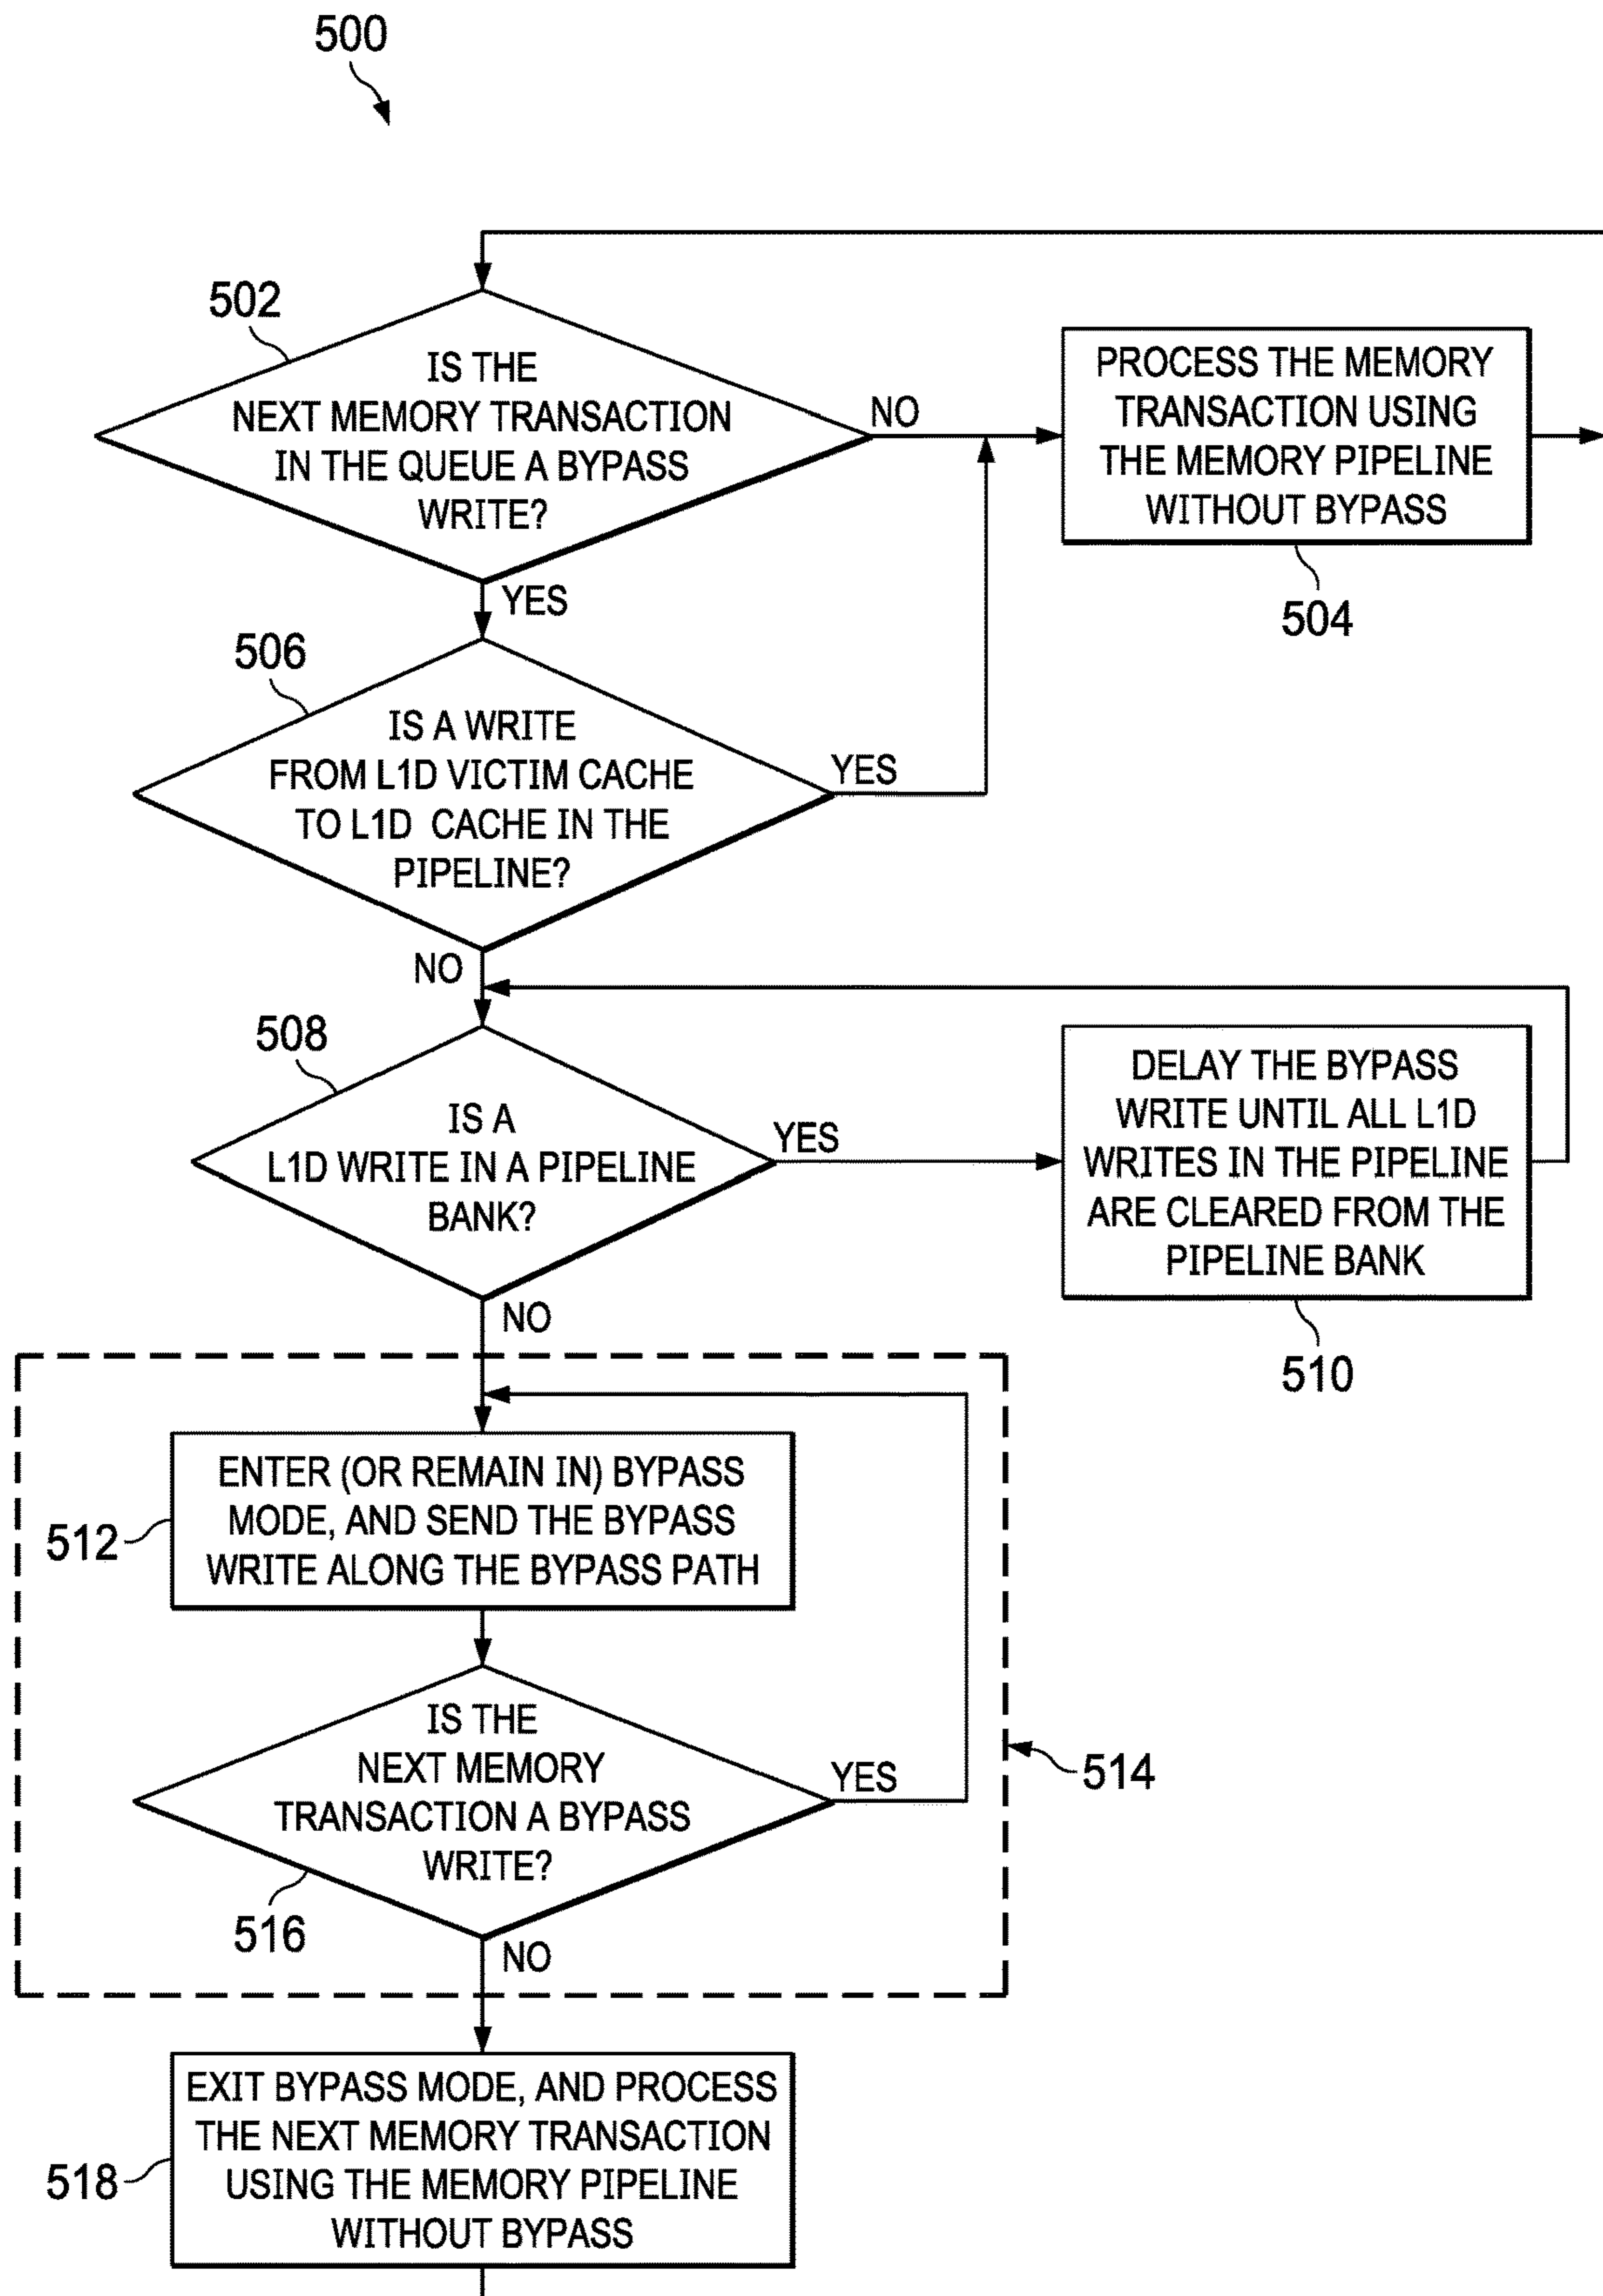 500
502
IS THE
NEXT MEMORY TRANSACTION
IN THE QUEUE A BYPASS
WRITE?
NO
PROCESS THE MEMORY
TRANSACTION USING
THE MEMORY PIPELINE
WITHOUT BYPASS
504
YES
506
IS A WRITE
FROM L1D VICTIM CACHE
TO L1D CACHE IN THE
PIPELINE?
YES
NO
508
IS A
L1D WRITE IN A PIPELINE
BANK?
YES
DELAY THE BYPASS
WRITE UNTIL ALL L1D
WRITES IN THE PIPELINE
ARE CLEARED FROM THE
PIPELINE BANK
510
NO
512
ENTER (OR REMAIN IN) BYPASS
MODE, AND SEND THE BYPASS
WRITE ALONG THE BYPASS PATH
514
IS THE
NEXT MEMORY
TRANSACTION A BYPASS
WRITE?
YES
516
NO
518
EXIT BYPASS MODE, AND PROCESS
THE NEXT MEMORY TRANSACTION
USING THE MEMORY PIPELINE
WITHOUT BYPASS